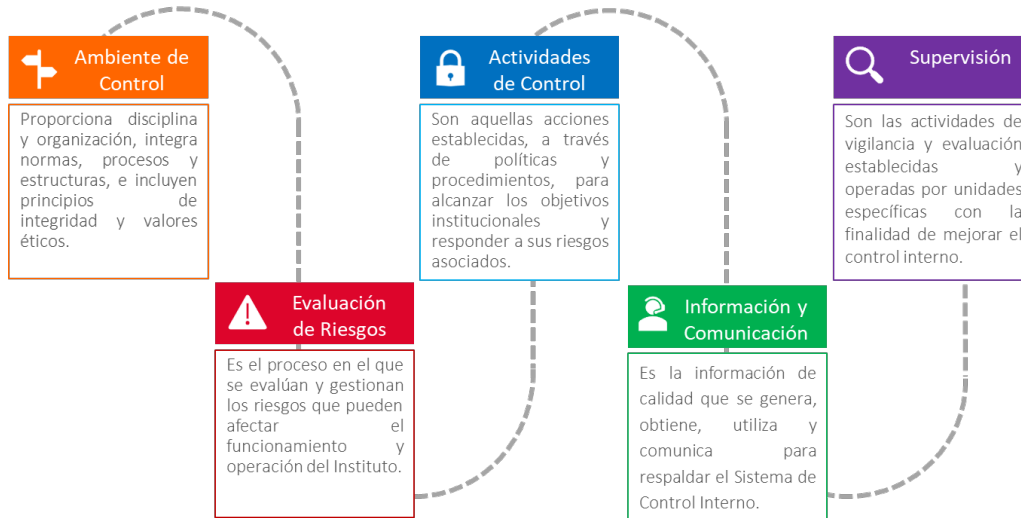 Ambiente de
Control
Proporciona disciplina
y organización, integra
normas, procesos y
estructuras, e incluyen
principios de
integridad y valores
éticos.
Evaluación
de Riesgos
Es el proceso en el que
se evalúan y gestionan
los riesgos que pueden
afectar el
funcionamiento y
operación del Instituto.
Actividades
de Control
Son aquellas acciones
establecidas, a través
de políticas y
procedimientos, para
alcanzar los objetivos
institucionales y
responder a sus riesgos
asociados.
Información y
Comunicación
Es la información de
calidad que se genera,
obtiene, utiliza y
comunica para
respaldar el Sistema de
Control Interno.
Supervisión
Son las actividades de
vigilancia y evaluación
establecidas y
operadas por unidades
específicas con la
finalidad de mejorar el
control interno.